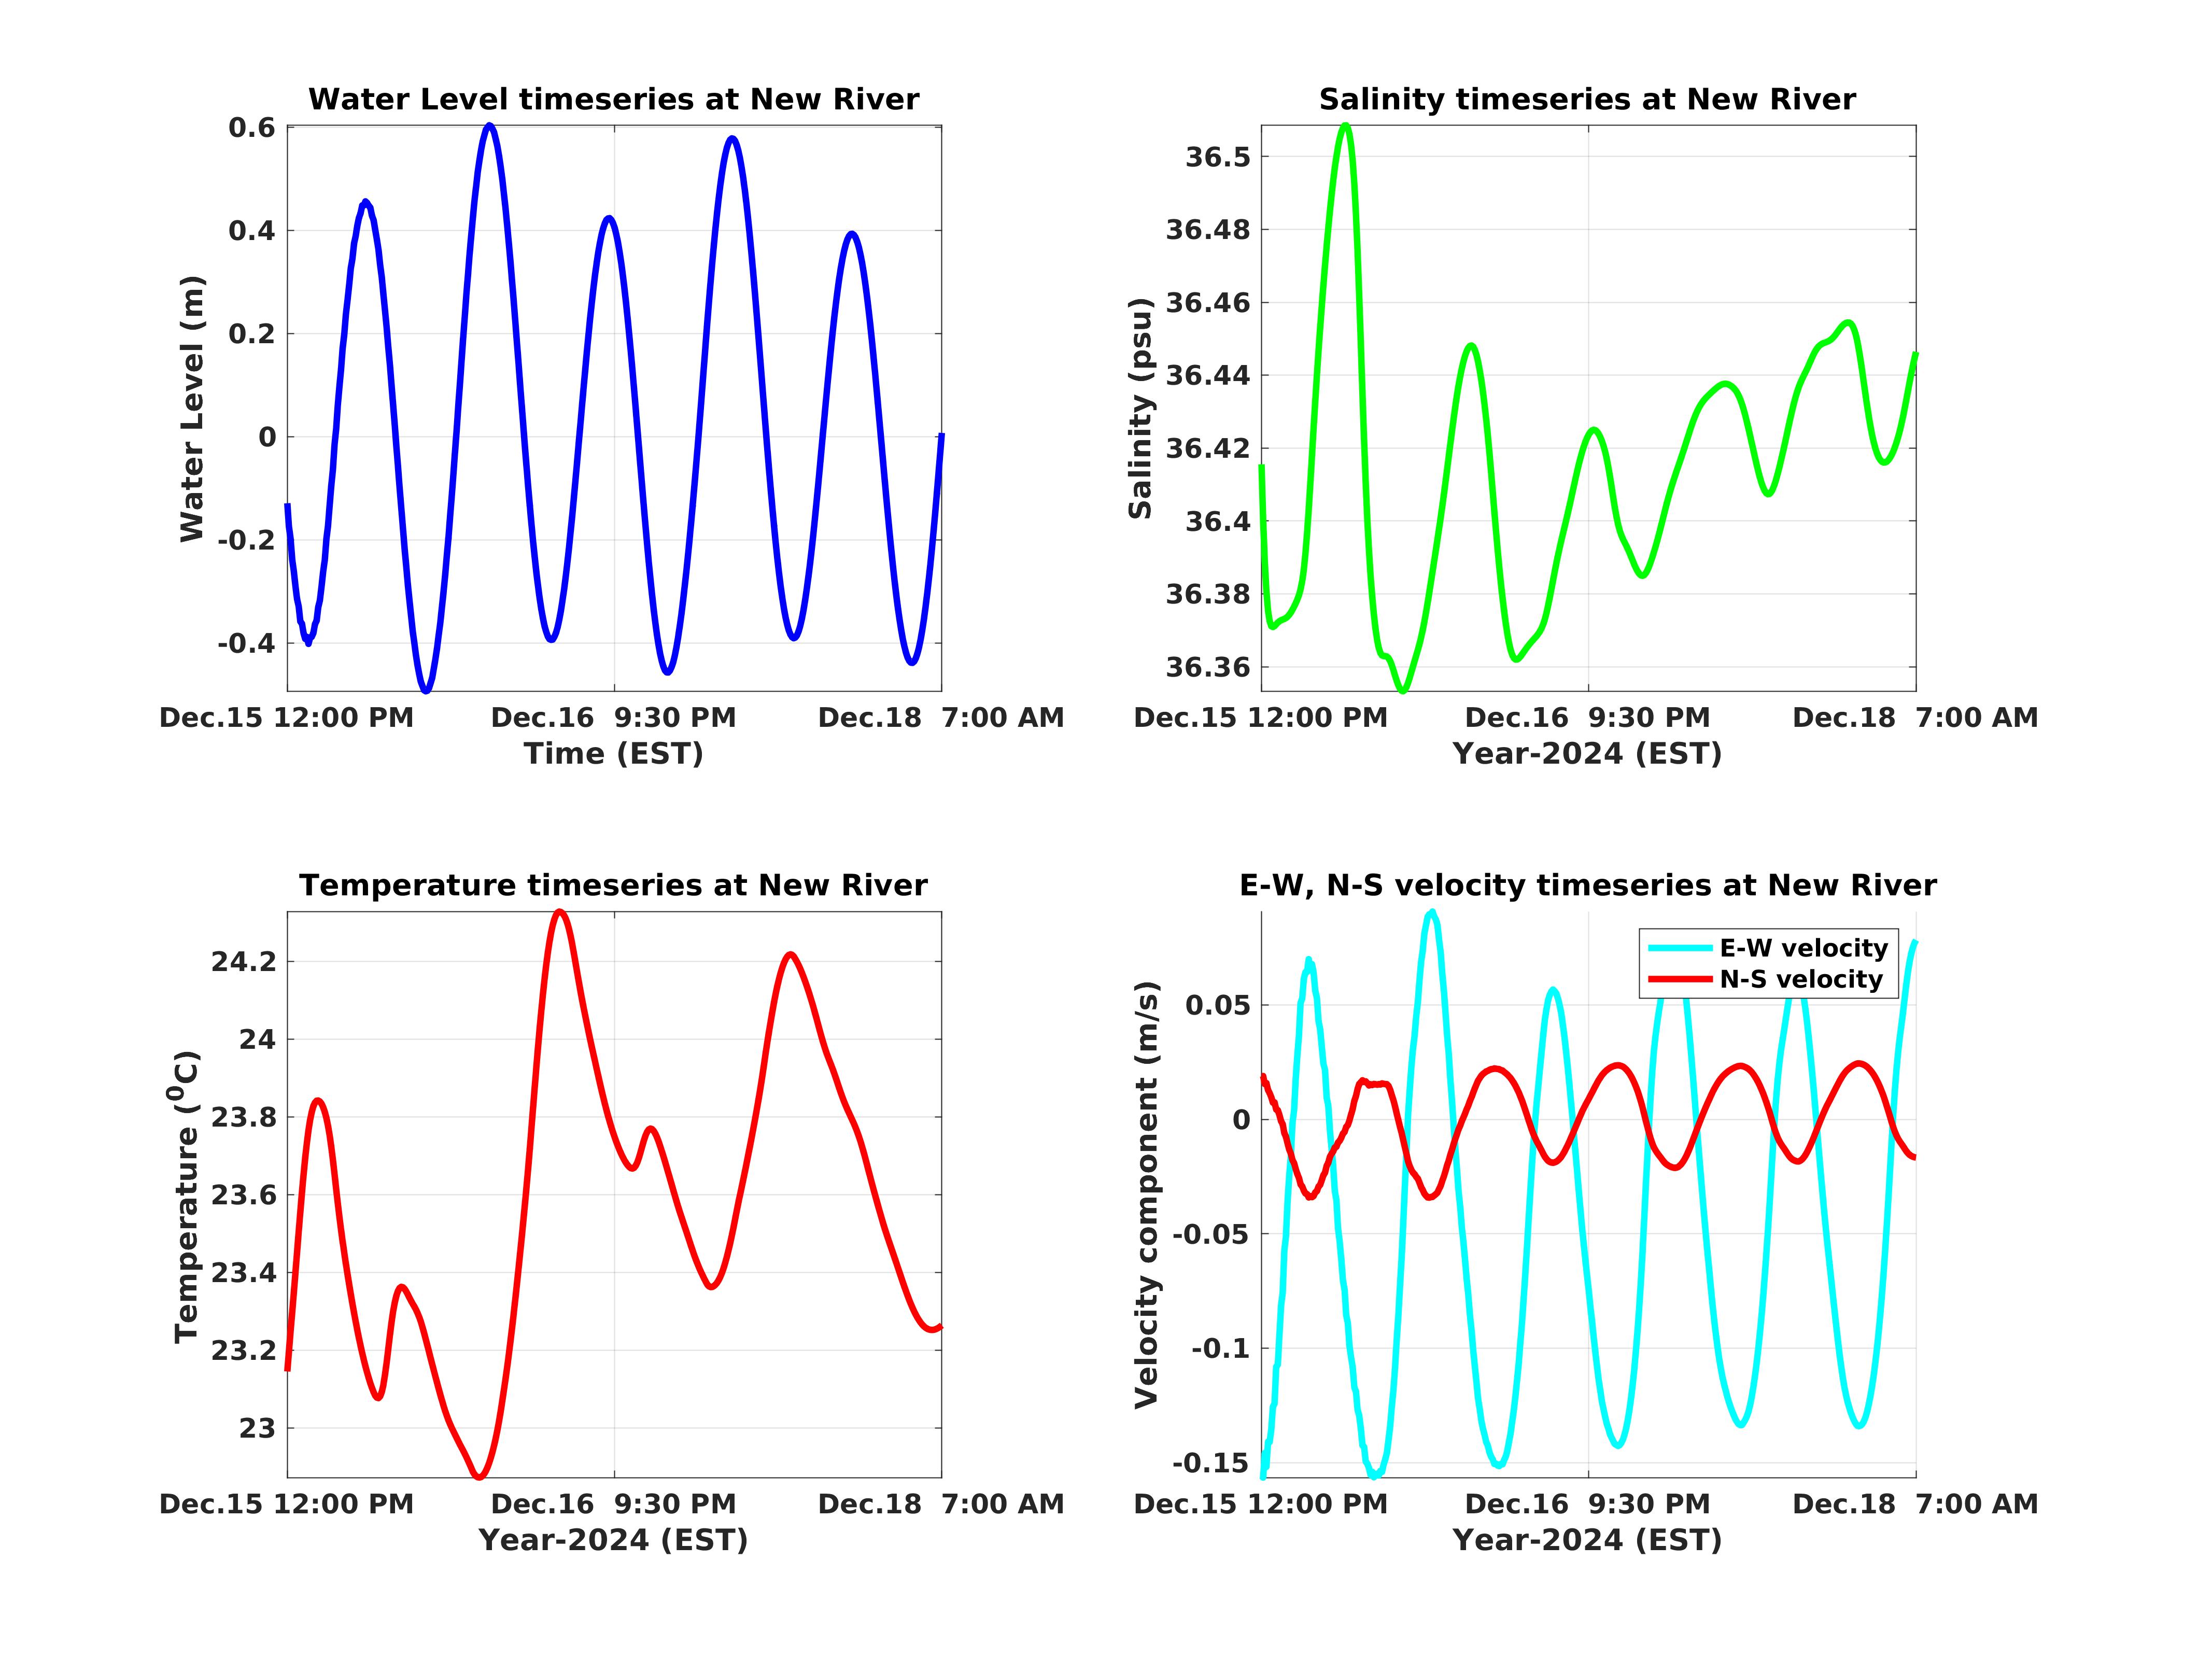 Water Level timeseries at New River
0.6
0.4
0.2
0
-0.2
-0.4
Water Level (m)
Dec.15 12:00 PM
Dec.16 9:30 PM
Dec.18 7:00 AM
Time (EST)
Salinity timeseries at New River
36.5
36.48
36.46
36.44
36.42
36.4
36.38
36.36
Salinity (psu)
Dec.15 12:00 PM
Dec.16 9:30 PM
Dec.18 7:00 AM
Year-2024 (EST)
Temperature timeseries at New River
24.2
24
23.8
23.6
23.4
23.2
23
Temperature (⁰C)
Dec.15 12:00 PM
Dec.16 9:30 PM
Dec.18 7:00 AM
Year-2024 (EST)
E-W, N-S velocity timeseries at New River
E-W velocity
N-S velocity
0.05
0
-0.05
-0.1
-0.15
Velocity component (m/s)
Dec.15 12:00 PM
Dec.16 9:30 PM
Dec.18 7:00 AM
Year-2024 (EST)